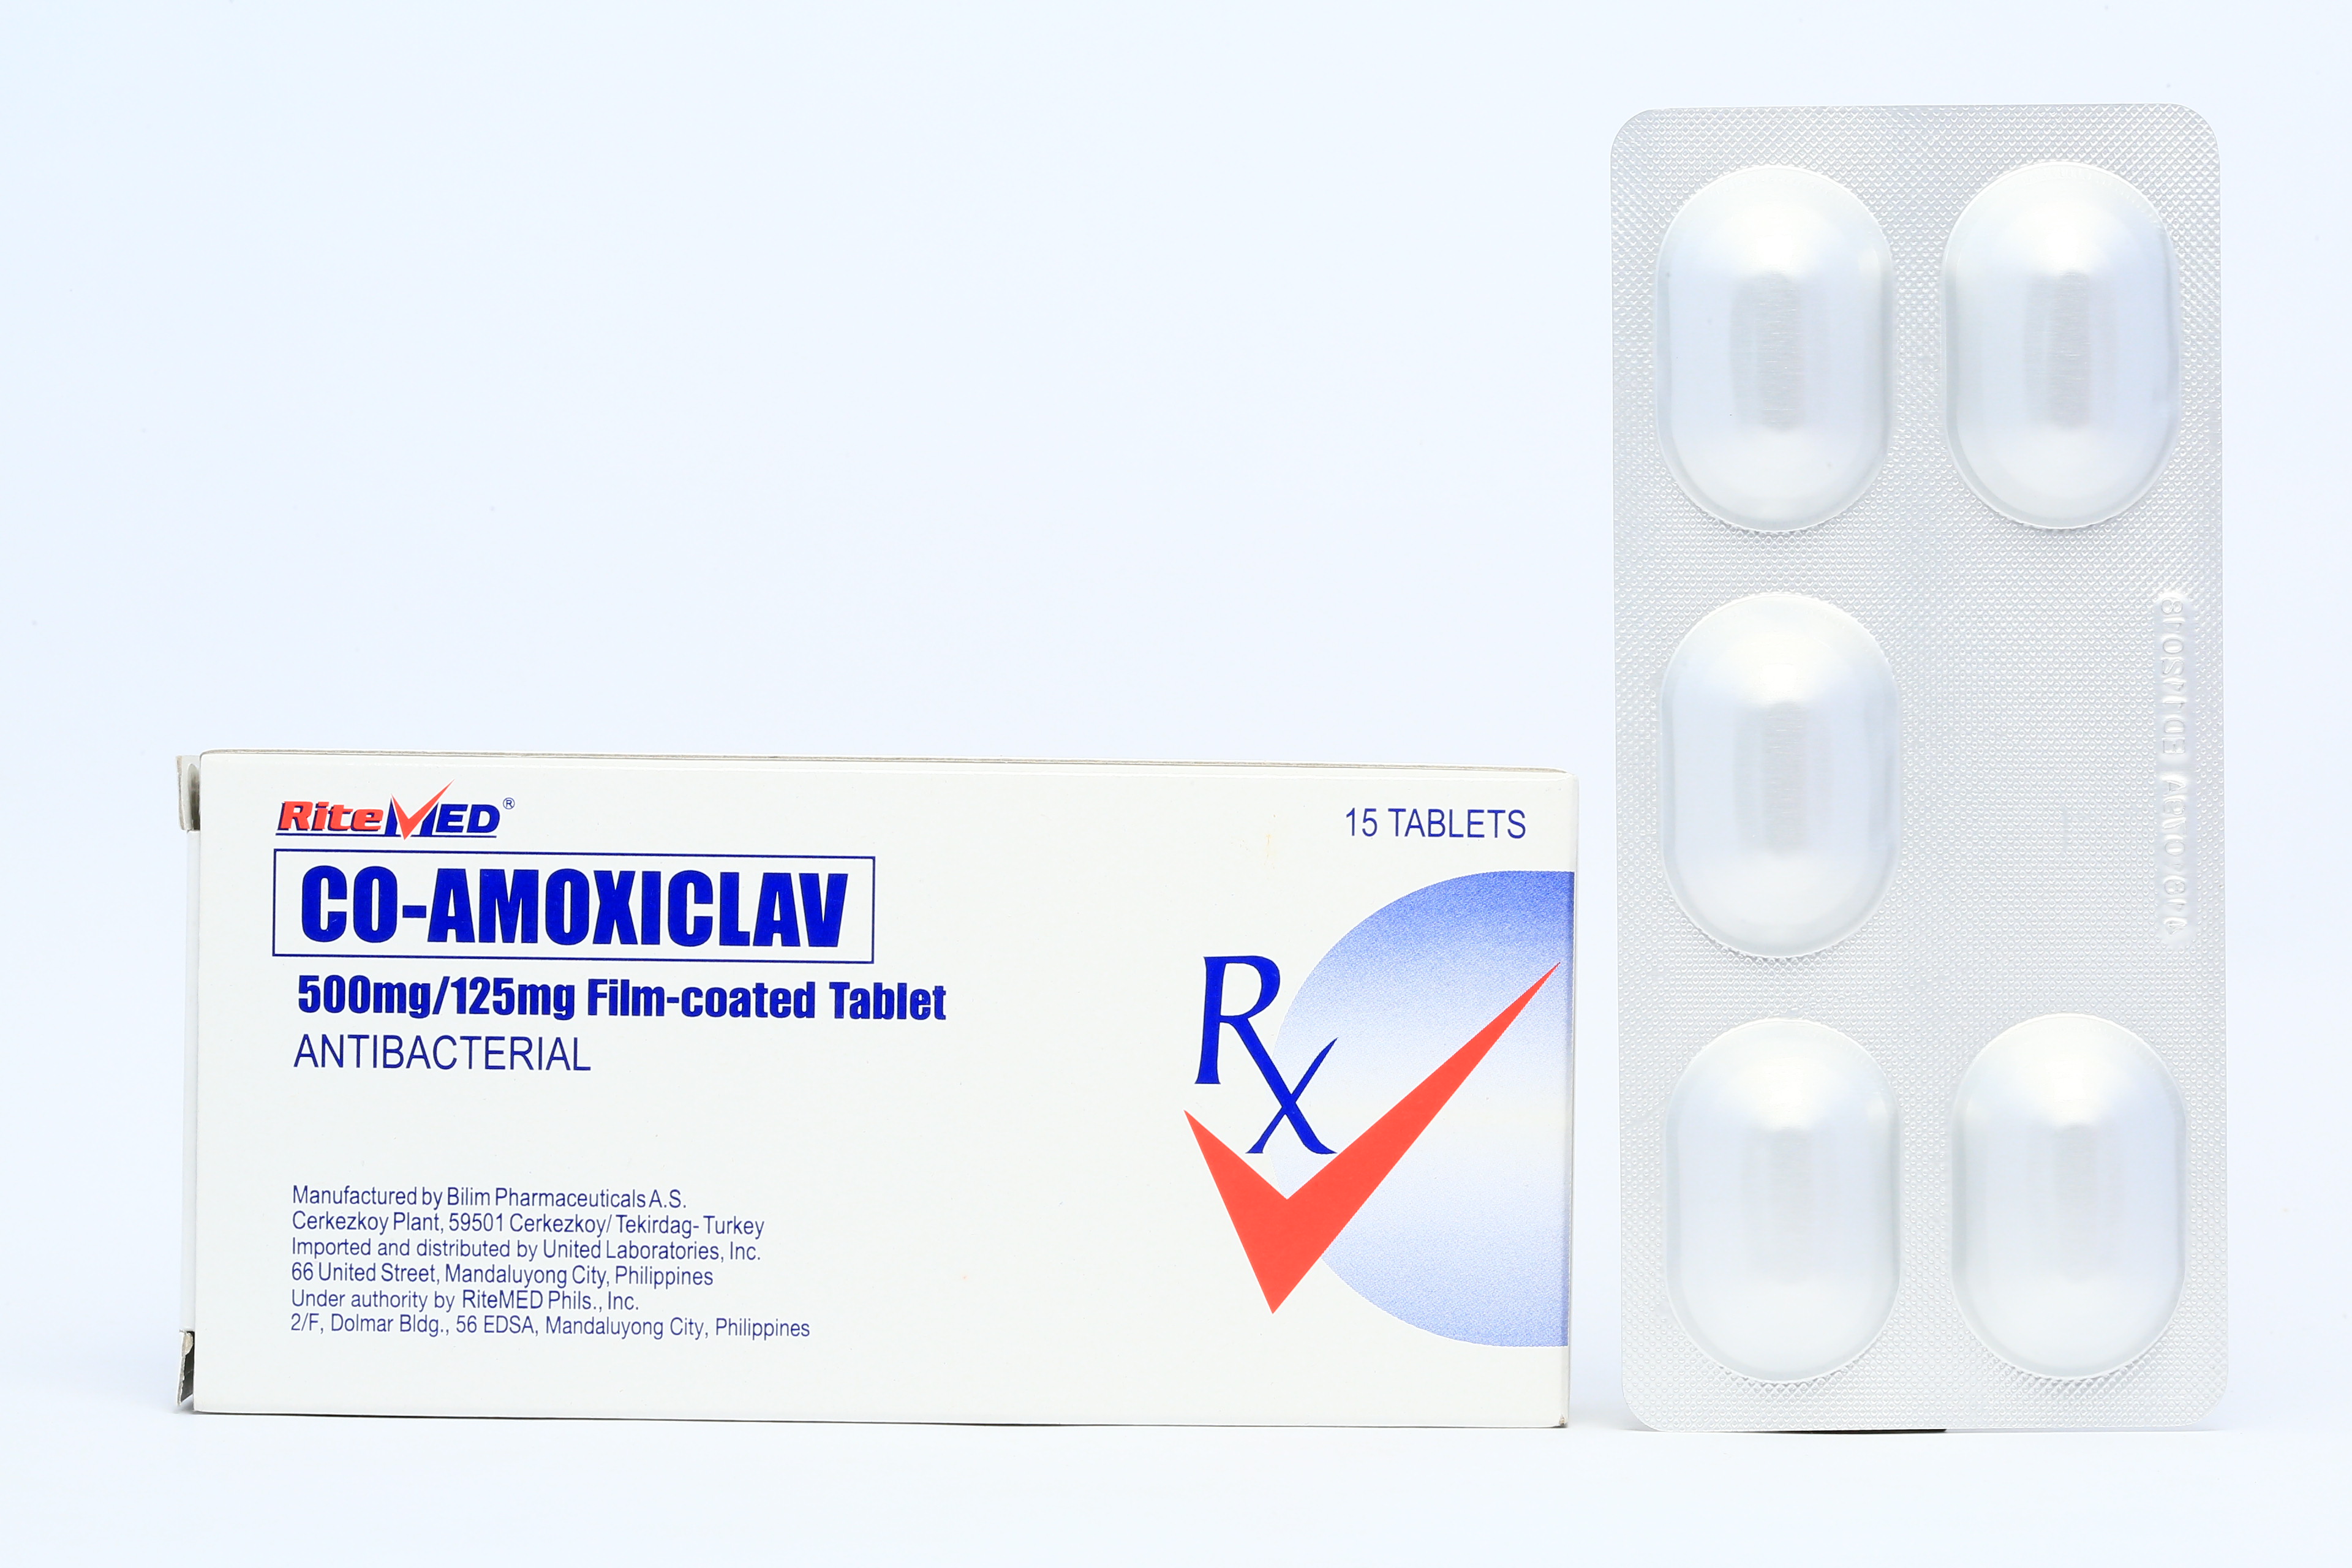 RiteMED®
15 TABLETS
CO-AMOXICLAV
500mg/125mg Film-coated Tablet
ANTIBACTERIAL
Rx
Manufactured by Bilim Pharmaceuticals A.S.
Cerkezkoy Plant, 59501 Cerkezkoy/ Tekirdag- Turkey
Imported and distributed by United Laboratories, Inc.
66 United Street, Mandaluyong City, Philippines
Under authority by RiteMED Phils., Inc.
2/F, Dolmar Bldg., 56 EDSA, Mandaluyong City, Philippines